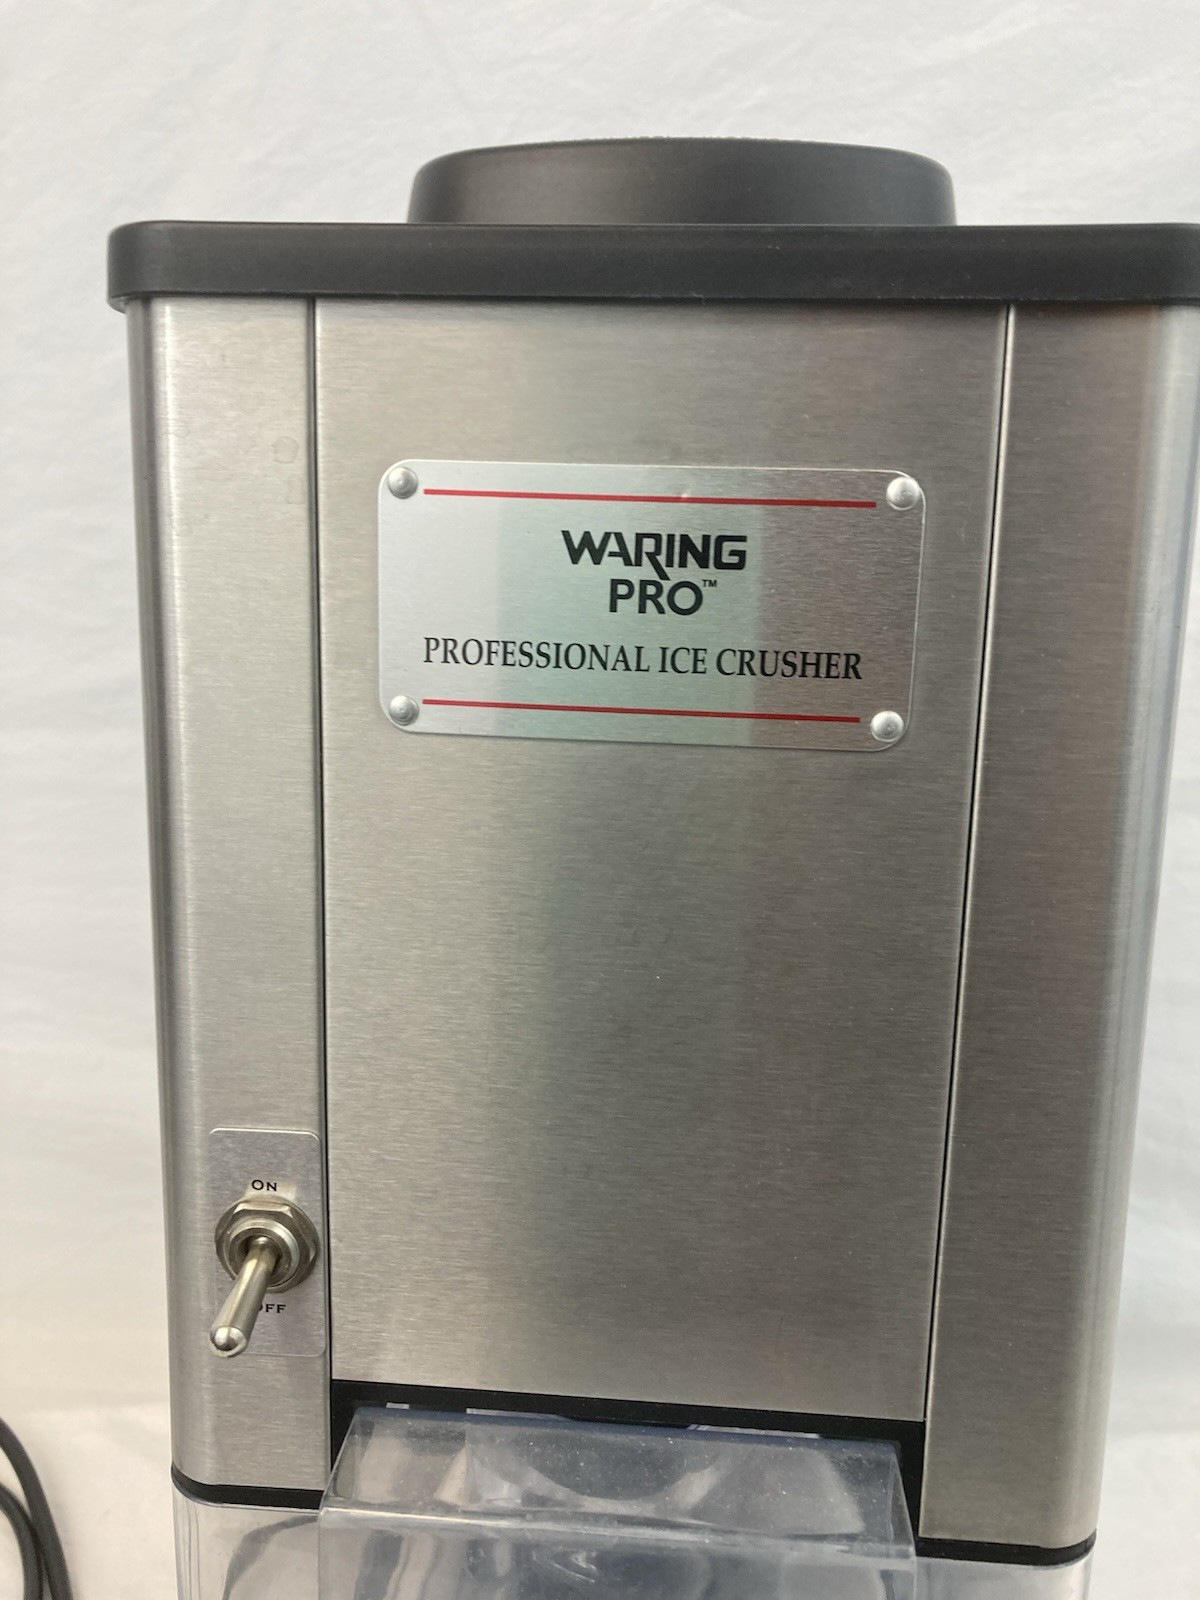 WARING
PRO™
PROFESSIONAL ICE CRUSHER
ON
OFF